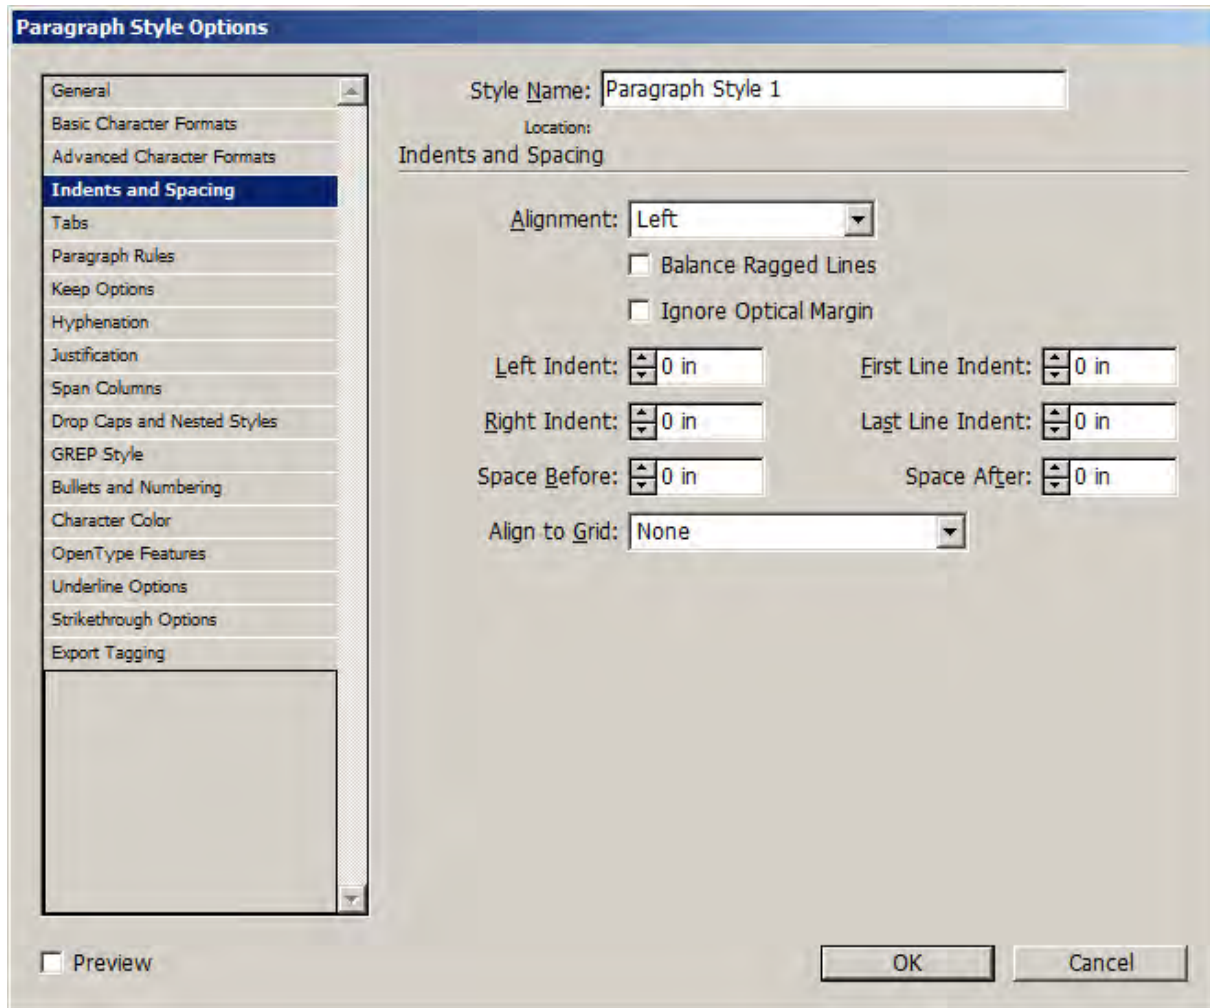 Paragraph Style Options
General
Basic Character Formats
Advanced Character Formats
Indents and Spacing
Tabs
Paragraph Rules
Keep Options
Hyphenation
Justification
Span Columns
Drop Caps and Nested Styles
GREP Style
Bullets and Numbering
Character Color
OpenType Features
Underline Options
Strikethrough Options
Export Tagging
Style Name: Paragraph Style 1
Location:
Indents and Spacing
Alignment: Left
Balance Ragged Lines
Ignore Optical Margin
Left Indent: 0 in First Line Indent: 0 in
Right Indent: 0 in Last Line Indent: 0 in
Space Before: 0 in Space After: 0 in
Align to Grid: None
Preview OK Cancel